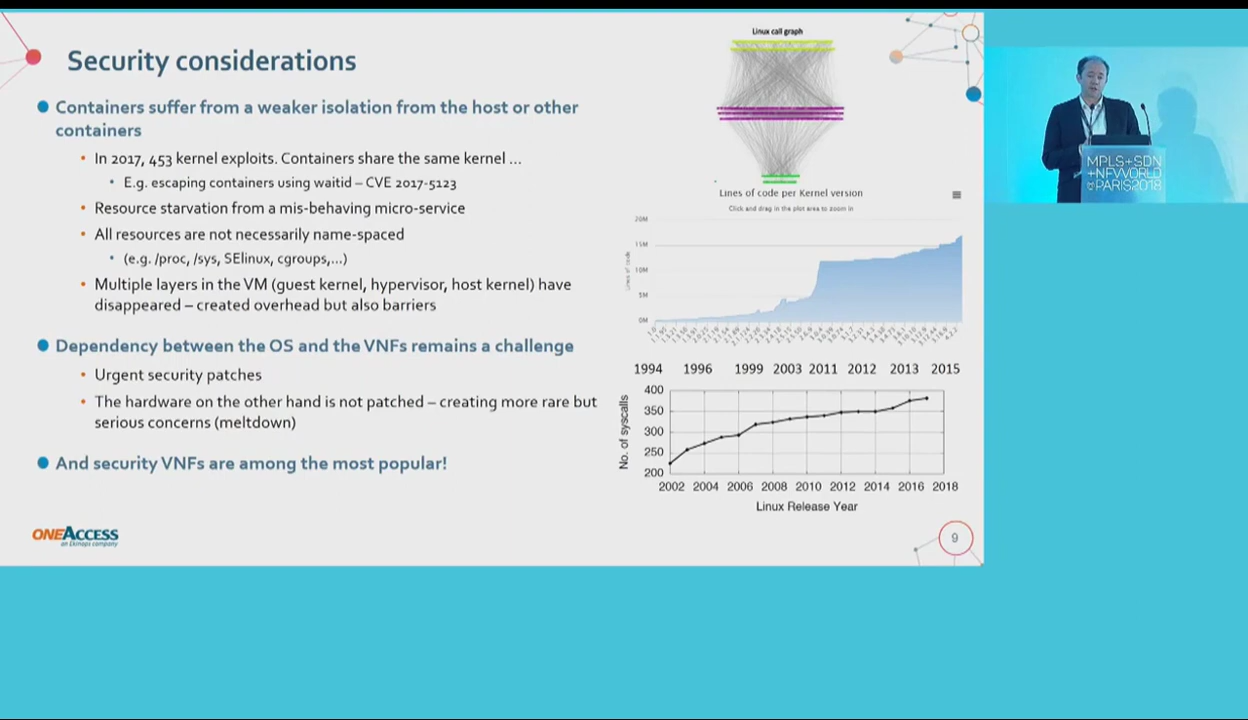 Security considerations
Containers suffer from a weaker isolation from the host or other
containers
In 2017, 453 kernel exploits. Containers share the same kernel ...
E.g. escaping containers using waitid – CVE 2017-5123
Resource starvation from a mis-behaving micro-service
All resources are not necessarily name-spaced
(e.g. /proc, /sys, SElinux, cgroups,...)
Multiple layers in the VM (guest kernel, hypervisor, host kernel) have
disappeared – created overhead but also barriers
Dependency between the OS and the VNFs remains a challenge
Urgent security patches
The hardware on the other hand is not patched – creating more rare but
serious concerns (meltdown)
And security VNFs are among the most popular!
ONEACCESS
an Ekinops company
Linux call graph
Lines of code per Kernel version
Click and drag in the plot area to zoom in
Lines of code
20M
15M
10M
5M
0M
1994 1996 1999 2003 2011 2012 2013 2015
No. of syscalls
400
350
300
250
200
2002 2004 2006 2008 2010 2012 2014 2016 2018
Linux Release Year
9
MPLS+SDN
+NFVWORLD
PARIS2018